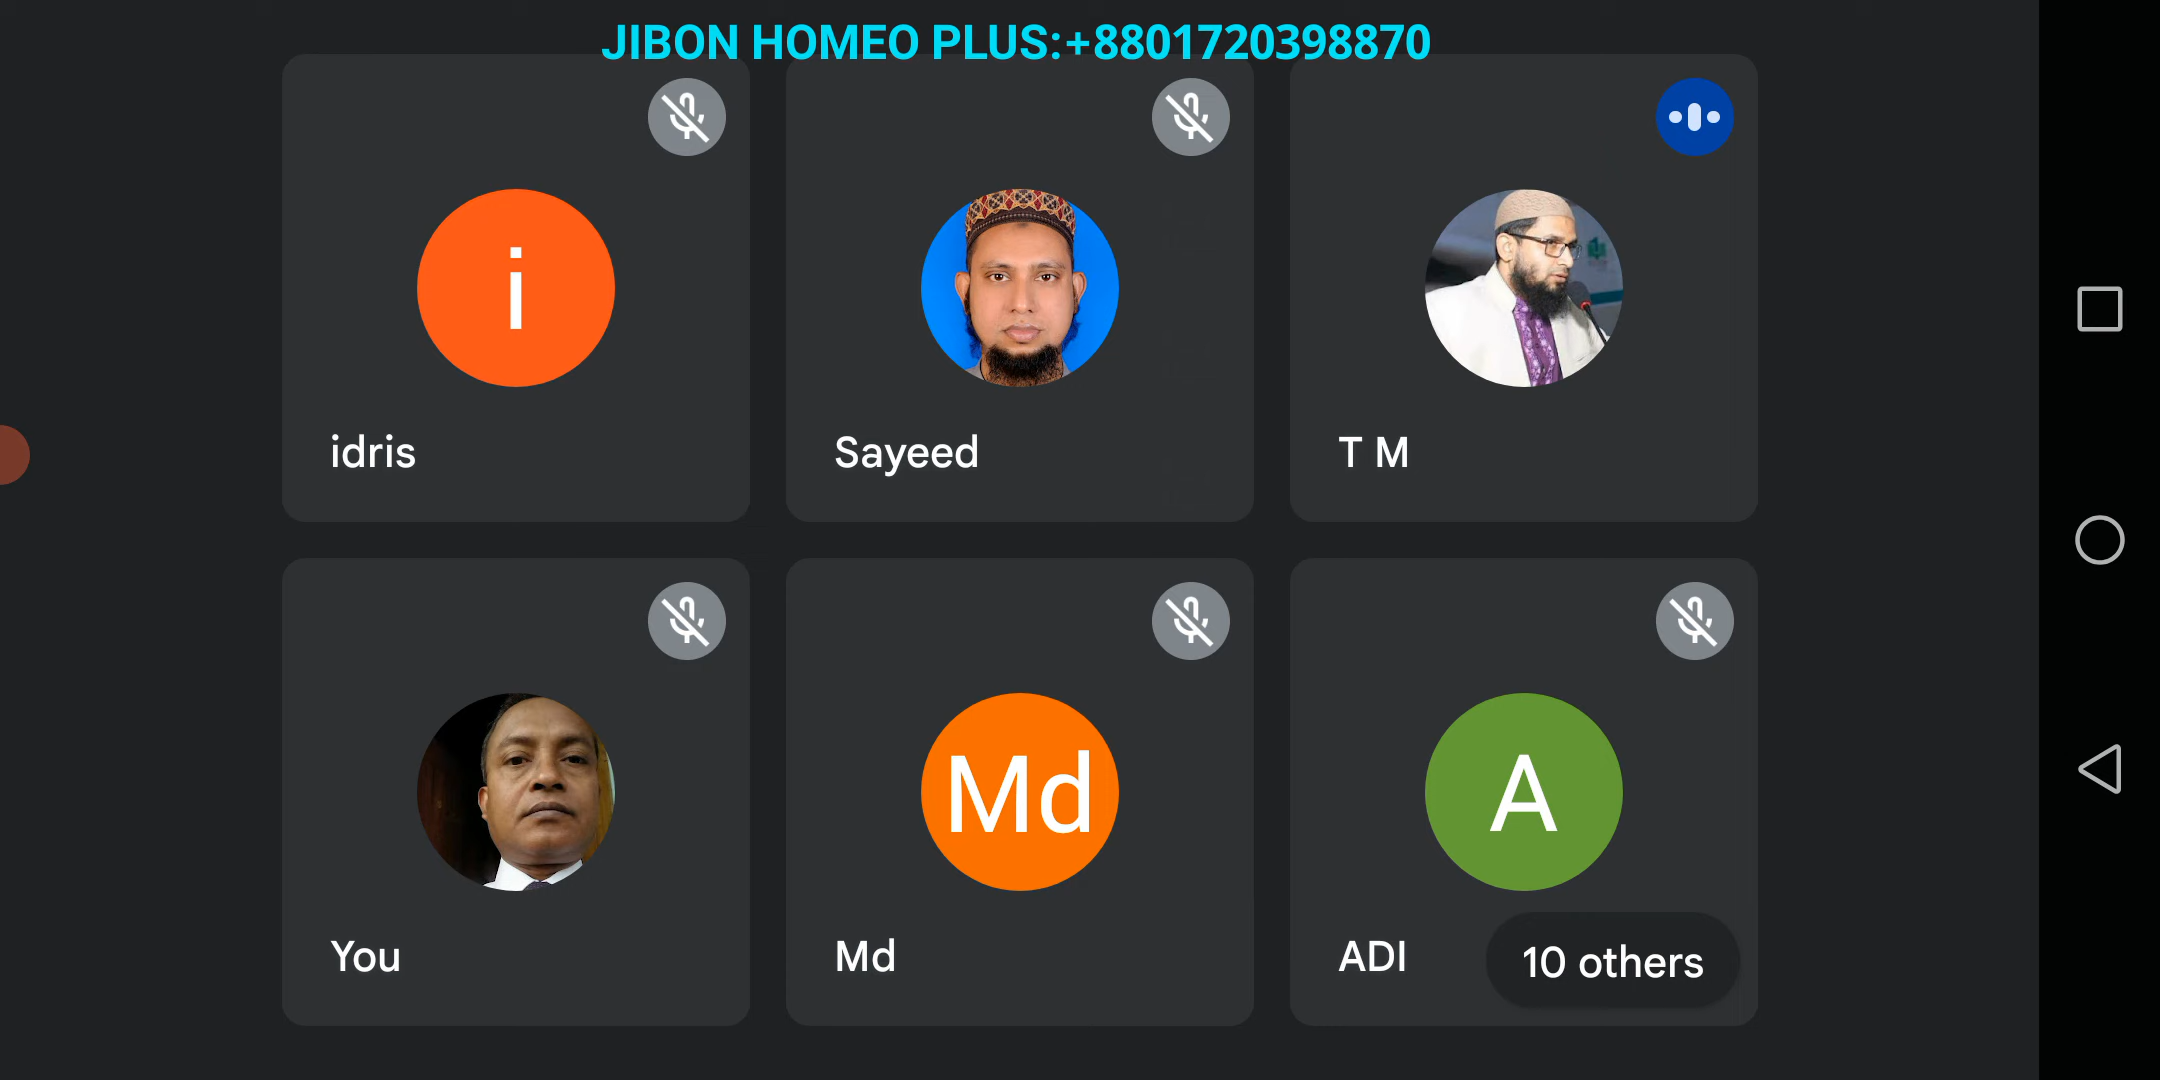 JIBON HOMEO PLUS:+8801720398870
i
idris
Sayeed
T M
You
Md
Md
A
ADI
10 others